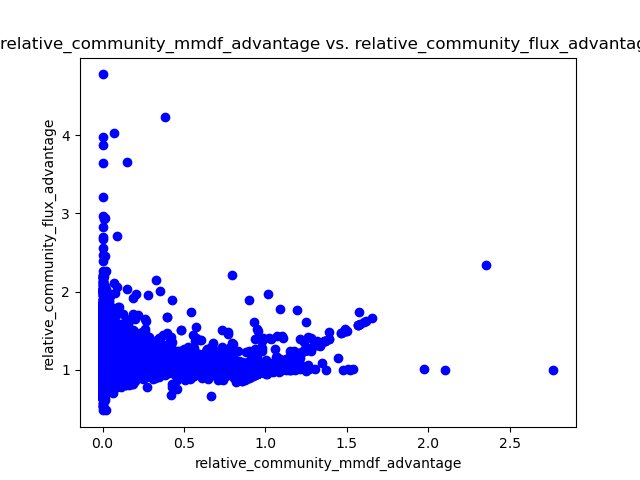 relative_community_mmdf_advantage vs. relative_community_flux_advantag
relative_community_flux_advantage
4
3
2
1
0.0 0.5 1.0 1.5 2.0 2.5
relative_community_mmdf_advantage